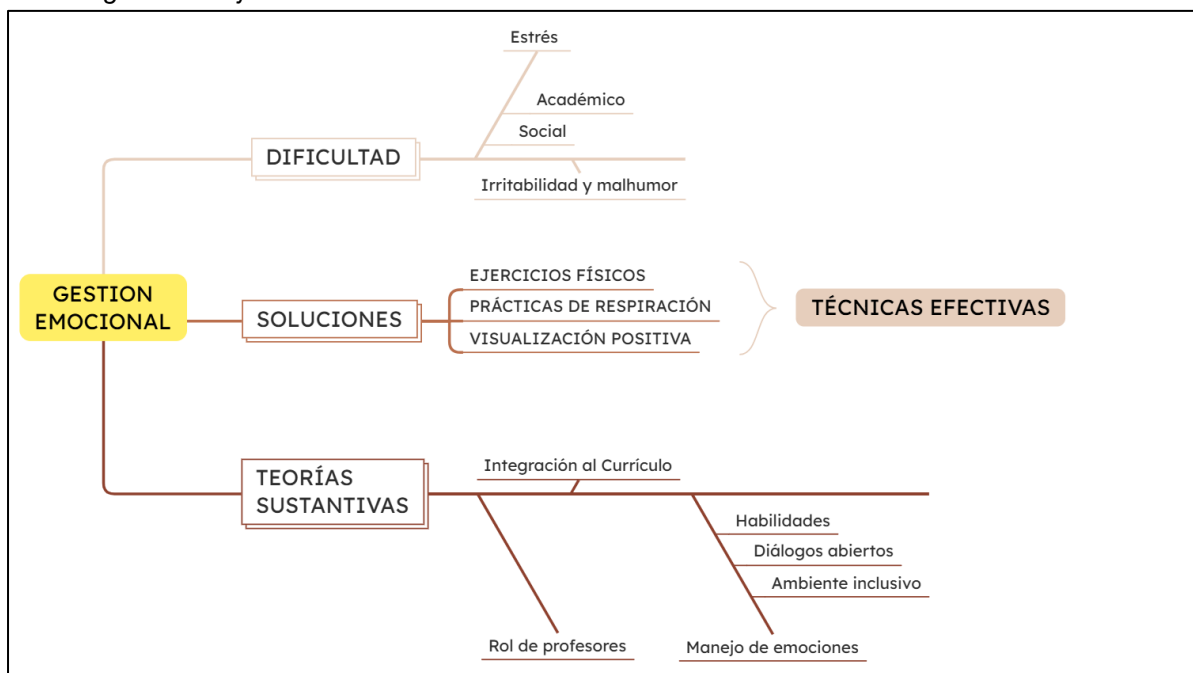 Estrés
Académico
Social
DIFICULTAD
Irritabilidad y malhumor
EJERCICIOS FÍSICOS
GESTION
EMOCIONAL
SOLUCIONES
PRÁCTICAS DE RESPIRACIÓN
TÉCNICAS EFECTIVAS
VISUALIZACIÓN POSITIVA
TEORÍAS
SUSTANTIVAS
Integración al Currículo
Habilidades
Diálogos abiertos
Ambiente inclusivo
Rol de profesores
Manejo de emociones